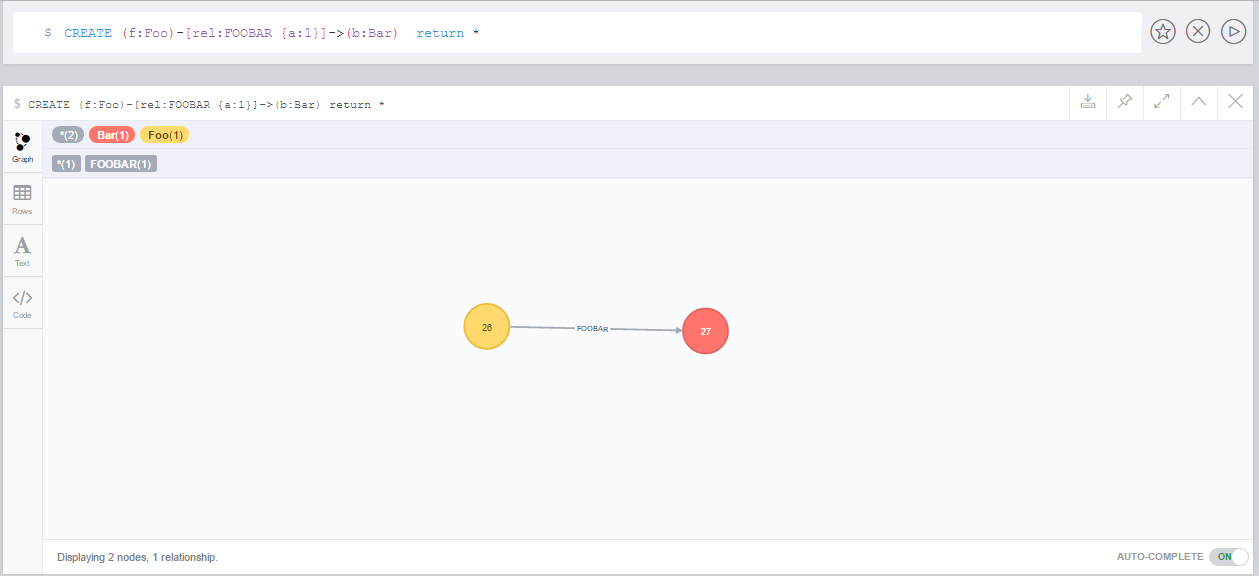 $ CREATE (f:Foo)-[rel:FOOBAR {a:1}]->(b:Bar)  return *
$ CREATE (f:Foo)-[rel:FOOBAR {a:1}]->(b:Bar) return *
*(2) Bar(1) Foo(1)
Graph
*(1) FOOBAR(1)
Rows
A
Text
</>
Code
26 FOOBAR 27
Displaying 2 nodes, 1 relationship.
AUTO-COMPLETE ON